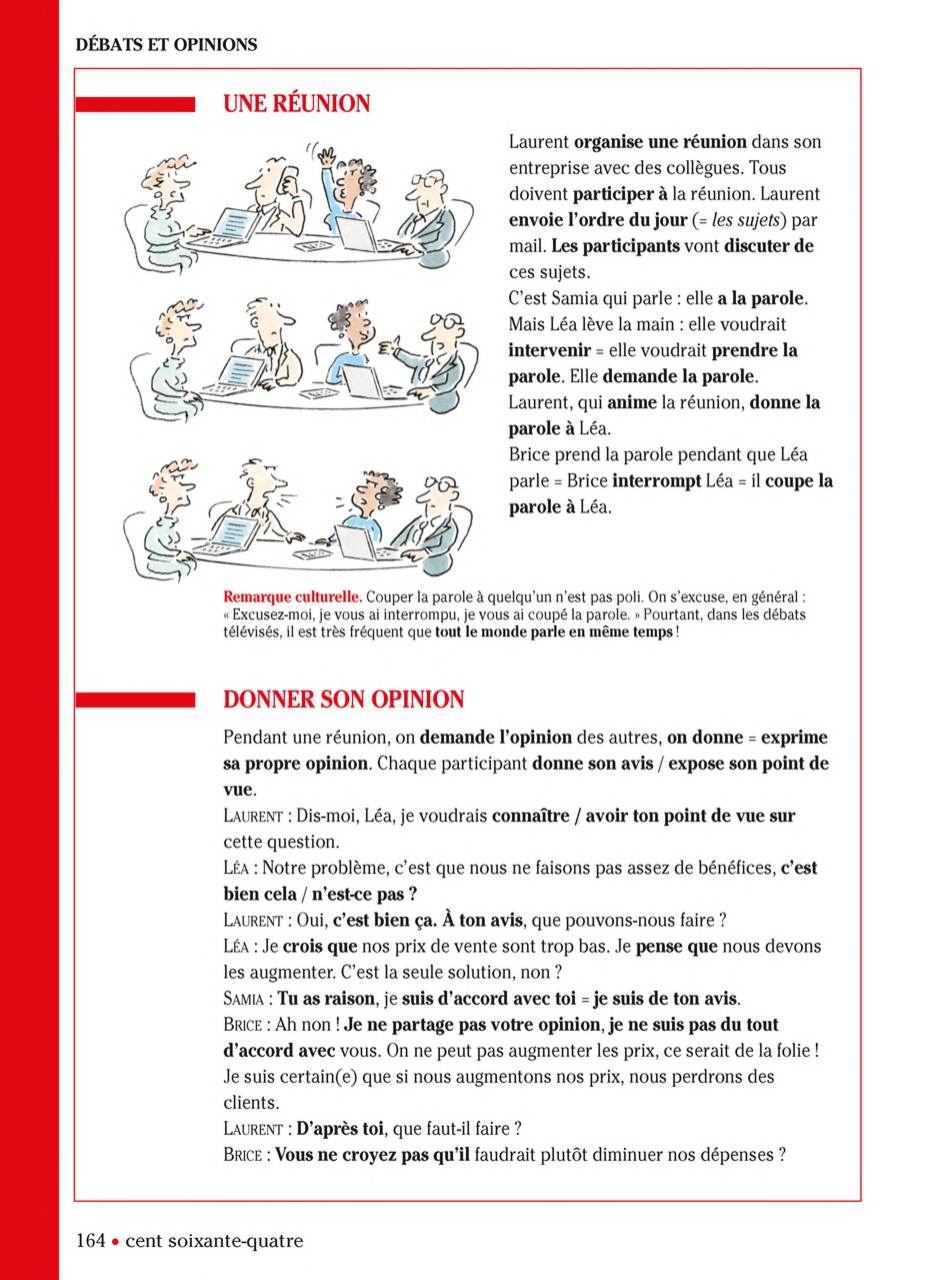 DÉBATS ET OPINIONS
UNE RÉUNION
Laurent organise une réunion dans son
entreprise avec des collègues. Tous
doivent participer à la réunion. Laurent
envoie l’ordre du jour (= les sujets) par
mail. Les participants vont discuter de
ces sujets.
C’est Samia qui parle : elle a la parole.
Mais Léa lève la main : elle voudrait
intervenir = elle voudrait prendre la
parole. Elle demande la parole.
Laurent, qui anime la réunion, donne la
parole à Léa.
Brice prend la parole pendant que Léa
parle = Brice interrompt Léa = il coupe la
parole à Léa.
Remarque culturelle. Couper la parole à quelqu’un n’est pas poli. On s’excuse, en général :
« Excusez-moi, je vous ai interrompu, je vous ai coupé la parole. » Pourtant, dans les débats
télévisés, il est très fréquent que tout le monde parle en même temps !
DONNER SON OPINION
Pendant une réunion, on demande l’opinion des autres, on donne = exprime
sa propre opinion. Chaque participant donne son avis / expose son point de
vue.
LAURENT : Dis-moi, Léa, je voudrais connaître / avoir ton point de vue sur
cette question.
LÉA : Notre problème, c’est que nous ne faisons pas assez de bénéfices, c’est
bien cela / n’est-ce pas ?
LAURENT : Oui, c’est bien ça. À ton avis, que pouvons-nous faire ?
LÉA : Je crois que nos prix de vente sont trop bas. Je pense que nous devons
les augmenter. C’est la seule solution, non ?
SAMIA : Tu as raison, je suis d’accord avec toi = je suis de ton avis.
BRICE : Ah non ! Je ne partage pas votre opinion, je ne suis pas du tout
d’accord avec vous. On ne peut pas augmenter les prix, ce serait de la folie !
Je suis certain(e) que si nous augmentons nos prix, nous perdrons des
clients.
LAURENT : D’après toi, que faut-il faire ?
BRICE : Vous ne croyez pas qu’il faudrait plutôt diminuer nos dépenses ?
164 • cent soixante-quatre